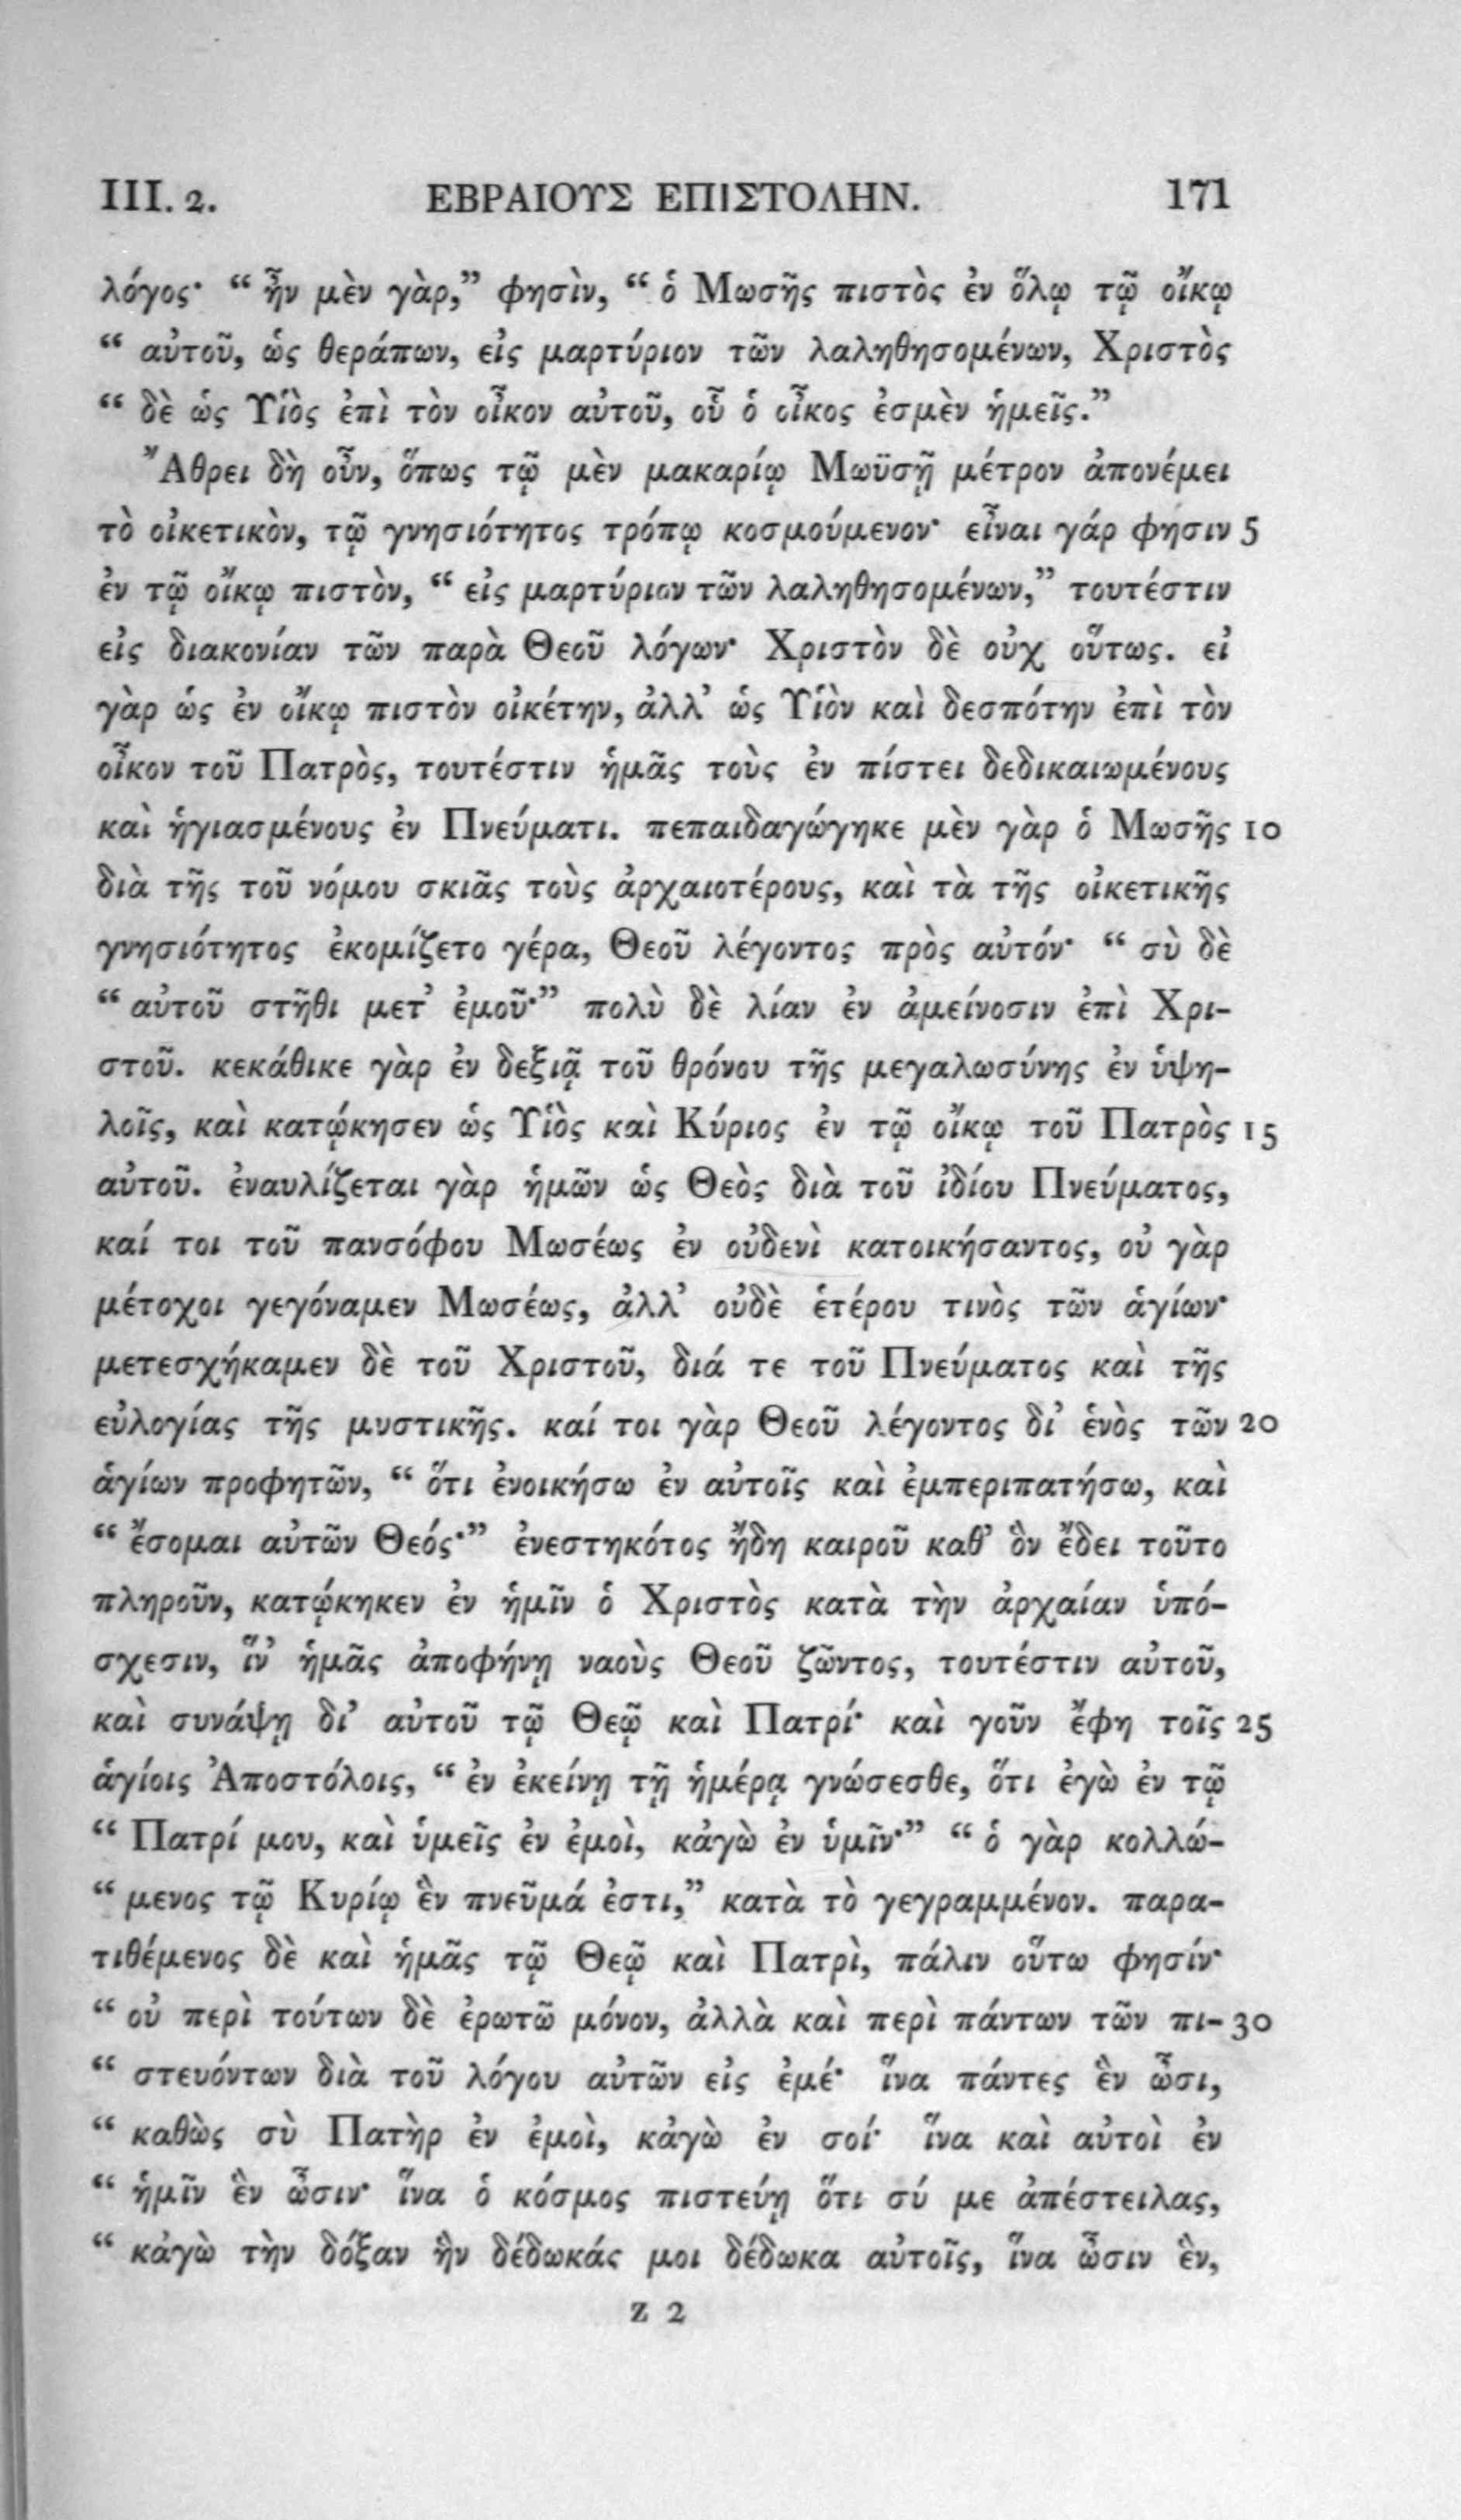 III. 2. ΕΒΡΑΙΟΥΣ ΕΠΙΣΤΟΛΗΝ. 171
λόγος· “ ἦν μὲν γὰρ,” φησὶν, “ ὁ Μωσῆς πιστὸς ἐν ὅλῳ τῷ οἴκῳ
“ αὐτοῦ, ὡς θεράπων, εἰς μαρτύριον τῶν λαληθησομένων, Χριστὸς
“ δὲ ὡς Υἱὸς ἐπὶ τὸν οἶκον αὐτοῦ, οὗ ὁ οἶκος ἐσμὲν ἡμεῖς.”
Ἄθρει δὴ οὖν, ὅπως τῷ μὲν μακαρίῳ Μωϋσῇ μέτρον ἀπονέμει
τὸ οἰκετικὸν, τῷ γνησιότητος τρόπῳ κοσμούμενον· εἶναι γάρ φησιν 5
ἐν τῷ οἴκῳ πιστὸν, “ εἰς μαρτύριον τῶν λαληθησομένων,” τουτέστιν
εἰς διακονίαν τῶν παρὰ Θεοῦ λόγων· Χριστὸν δὲ οὐχ οὕτως. εἰ
γὰρ ὡς ἐν οἴκῳ πιστὸν οἰκέτην, ἀλλ’ ὡς Υἱὸν καὶ δεσπότην ἐπὶ τὸν
οἶκον τοῦ Πατρὸς, τουτέστιν ἡμᾶς τοὺς ἐν πίστει δεδικαιωμένους
καὶ ἡγιασμένους ἐν Πνεύματι. πεπαιδαγώγηκε μὲν γὰρ ὁ Μωσῆς 10
διὰ τῆς τοῦ νόμου σκιᾶς τοὺς ἀρχαιοτέρους, καὶ τὰ τῆς οἰκετικῆς
γνησιότητος ἐκομίζετο γέρα, Θεοῦ λέγοντος πρὸς αὐτόν· “ σὺ δὲ
“ αὐτοῦ στῆθι μετ’ ἐμοῦ·” πολὺ δὲ λίαν ἐν ἀμείνοσιν ἐπὶ Χρι-
στοῦ. κεκάθικε γὰρ ἐν δεξιᾷ τοῦ θρόνου τῆς μεγαλωσύνης ἐν ὑψη-
λοῖς, καὶ κατῴκησεν ὡς Υἱὸς καὶ Κύριος ἐν τῷ οἴκῳ τοῦ Πατρὸς 15
αὐτοῦ. ἐναυλίζεται γὰρ ἡμῶν ὡς Θεὸς διὰ τοῦ ἰδίου Πνεύματος,
καί τοι τοῦ πανσόφου Μωσέως ἐν οὐδενὶ κατοικήσαντος, οὐ γὰρ
μέτοχοι γεγόναμεν Μωσέως, ἀλλ’ οὐδὲ ἑτέρου τινὸς τῶν ἁγίων·
μετεσχήκαμεν δὲ τοῦ Χριστοῦ, διά τε τοῦ Πνεύματος καὶ τῆς
εὐλογίας τῆς μυστικῆς. καί τοι γὰρ Θεοῦ λέγοντος δι’ ἑνὸς τῶν 20
ἁγίων προφητῶν, “ ὅτι ἐνοικήσω ἐν αὐτοῖς καὶ ἐμπεριπατήσω, καὶ
“ ἔσομαι αὐτῶν Θεός·” ἐνεστηκότος ἤδη καιροῦ καθ’ ὃν ἔδει τοῦτο
πληροῦν, κατῴκηκεν ἐν ἡμῖν ὁ Χριστὸς κατὰ τὴν ἀρχαίαν ὑπό-
σχεσιν, ἵν’ ἡμᾶς ἀποφήνῃ ναοὺς Θεοῦ ζῶντος, τουτέστιν αὐτοῦ,
καὶ συνάψῃ δι’ αὐτοῦ τῷ Θεῷ καὶ Πατρί· καὶ γοῦν ἔφη τοῖς 25
ἁγίοις Ἀποστόλοις, “ ἐν ἐκείνῃ τῇ ἡμέρᾳ γνώσεσθε, ὅτι ἐγὼ ἐν τῷ
“ Πατρί μου, καὶ ὑμεῖς ἐν ἐμοὶ, κἀγὼ ἐν ὑμῖν·” “ ὁ γὰρ κολλώ-
“ μενος τῷ Κυρίῳ ἓν πνεῦμά ἐστι,” κατὰ τὸ γεγραμμένον. παρα-
τιθέμενος δὲ καὶ ἡμᾶς τῷ Θεῷ καὶ Πατρὶ, πάλιν οὕτω φησίν·
“ οὐ περὶ τούτων δὲ ἐρωτῶ μόνον, ἀλλὰ καὶ περὶ πάντων τῶν πι- 30
“ στευόντων διὰ τοῦ λόγου αὐτῶν εἰς ἐμέ· ἵνα πάντες ἓν ὦσι,
“ καθὼς σὺ Πατὴρ ἐν ἐμοὶ, κἀγὼ ἐν σοί· ἵνα καὶ αὐτοὶ ἐν
“ ἡμῖν ἓν ὦσιν· ἵνα ὁ κόσμος πιστεύῃ ὅτι σύ με ἀπέστειλας,
“ κἀγὼ τὴν δόξαν ἣν δέδωκάς μοι δέδωκα αὐτοῖς, ἵνα ὦσιν ἓν,
Z 2